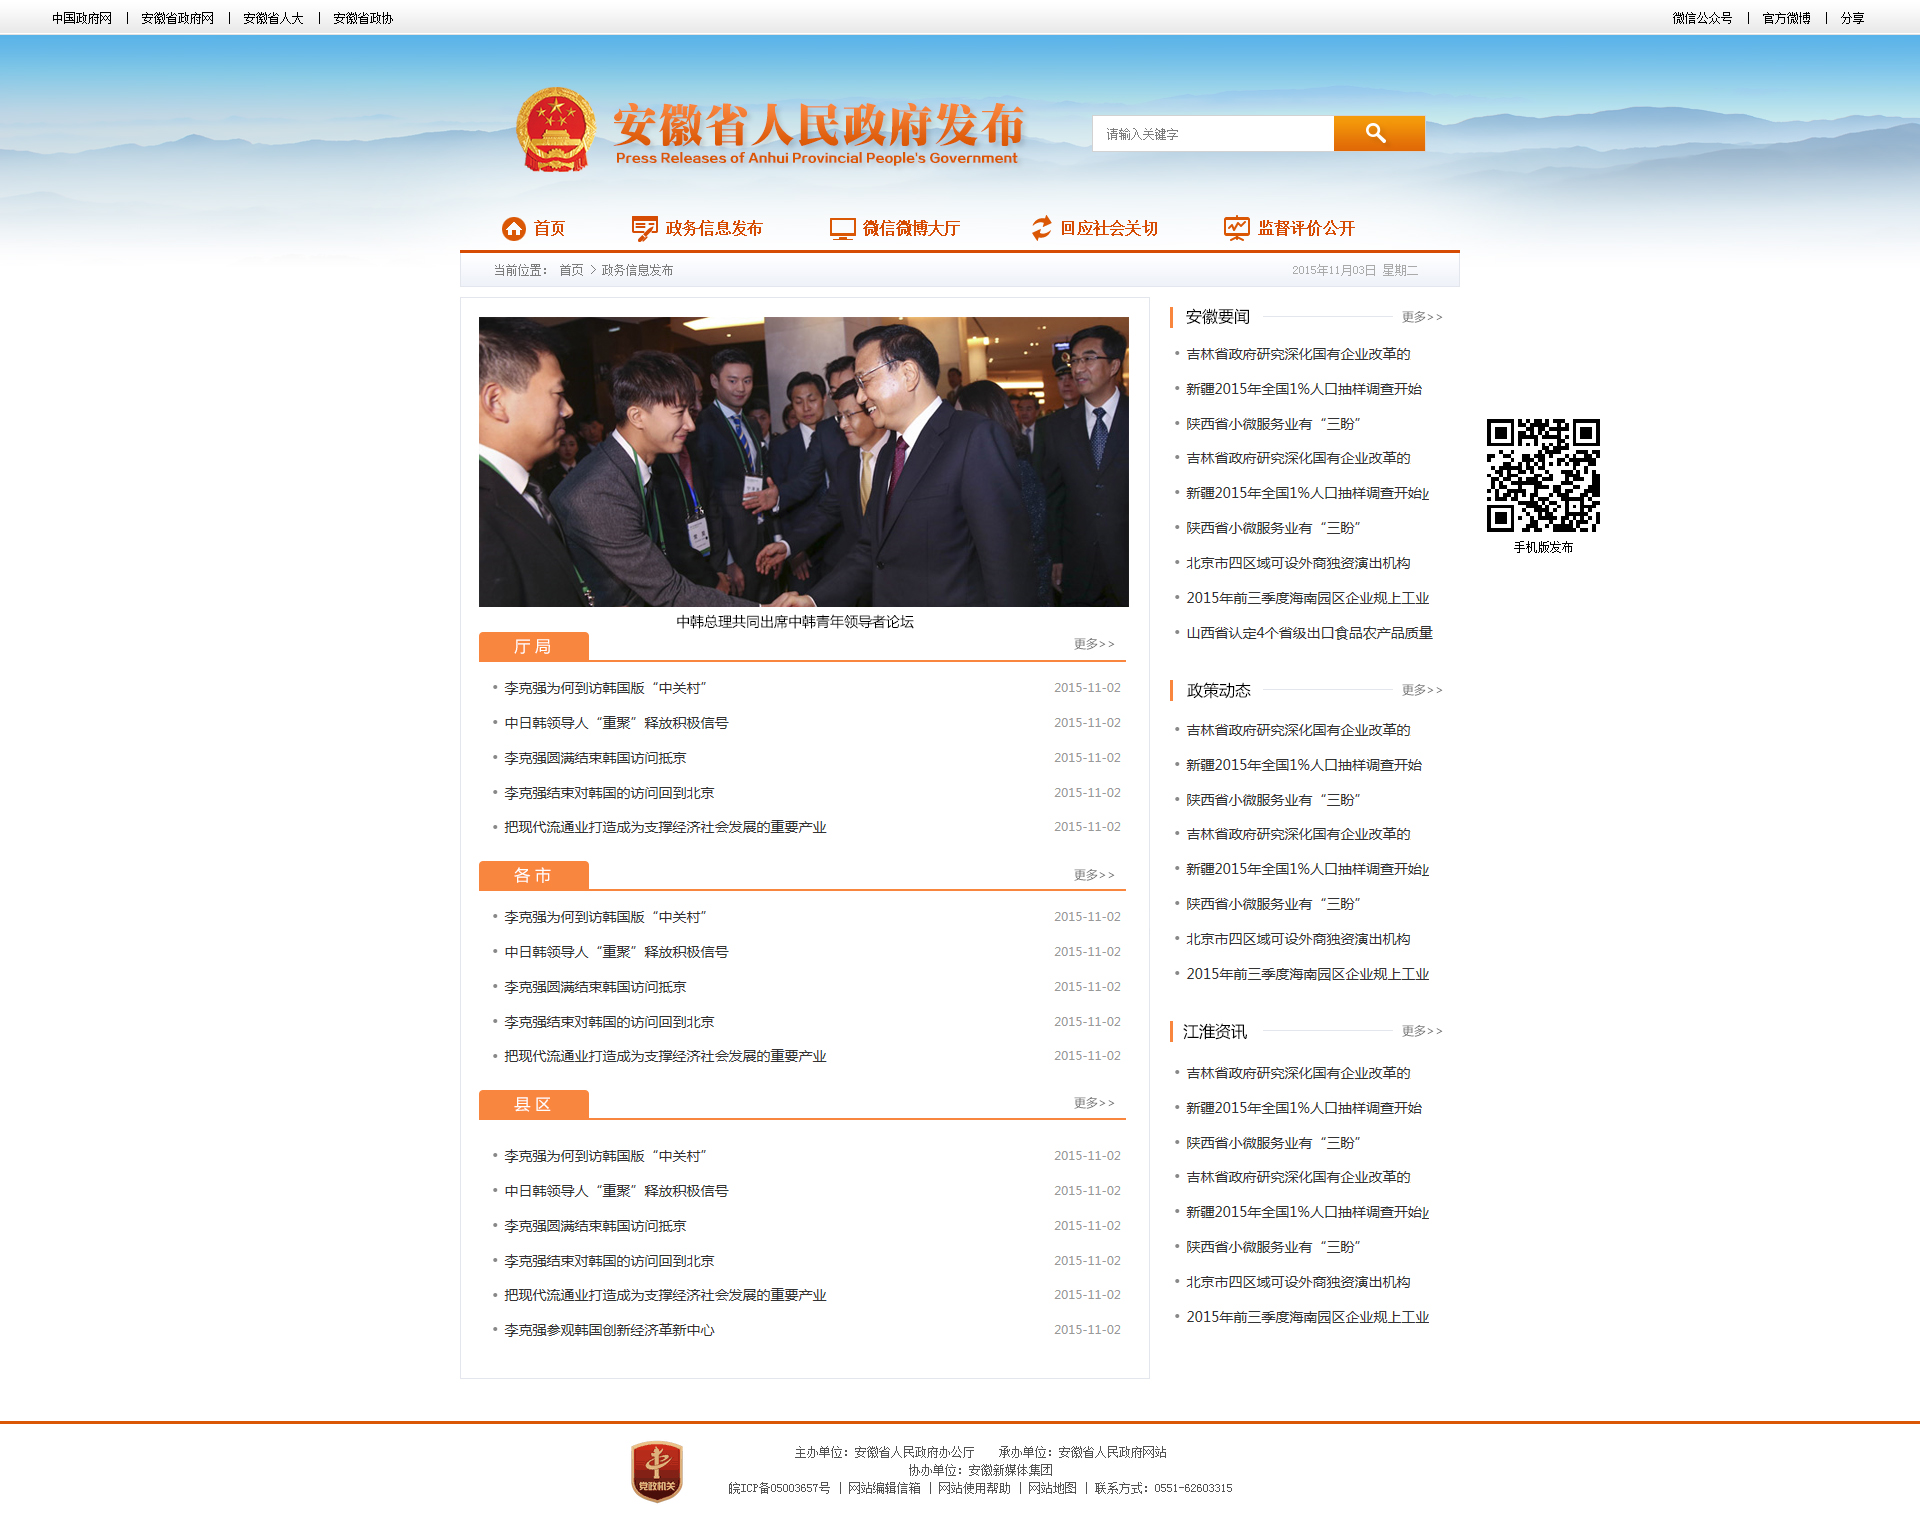 中国政府网 | 安徽省政府网 | 安徽省人大 | 安徽省政协
微信公众号 | 官方微博 | 分享
安徽省人民政府发布
Press Releases of Anhui Provincial People's Government
请输入关键字
首页 政务信息发布 微信微博大厅 回应社会关切 监督评价公开
当前位置： 首页 > 政务信息发布
2015年11月03日 星期二
中韩总理共同出席中韩青年领导者论坛
厅 局 更多>>
李克强为何到访韩国版“中关村” 2015-11-02
中日韩领导人“重聚”释放积极信号 2015-11-02
李克强圆满结束韩国访问抵京 2015-11-02
李克强结束对韩国的访问回到北京 2015-11-02
把现代流通业打造成为支撑经济社会发展的重要产业 2015-11-02
各 市 更多>>
李克强为何到访韩国版“中关村” 2015-11-02
中日韩领导人“重聚”释放积极信号 2015-11-02
李克强圆满结束韩国访问抵京 2015-11-02
李克强结束对韩国的访问回到北京 2015-11-02
把现代流通业打造成为支撑经济社会发展的重要产业 2015-11-02
县 区 更多>>
李克强为何到访韩国版“中关村” 2015-11-02
中日韩领导人“重聚”释放积极信号 2015-11-02
李克强圆满结束韩国访问抵京 2015-11-02
李克强结束对韩国的访问回到北京 2015-11-02
把现代流通业打造成为支撑经济社会发展的重要产业 2015-11-02
李克强参观韩国创新经济革新中心 2015-11-02
安徽要闻 更多>>
吉林省政府研究深化国有企业改革的
新疆2015年全国1%人口抽样调查开始
陕西省小微服务业有“三盼”
吉林省政府研究深化国有企业改革的
新疆2015年全国1%人口抽样调查开始
陕西省小微服务业有“三盼”
北京市四区域可设外商独资演出机构
2015年前三季度海南园区企业规上工业
山西省认定4个省级出口食品农产品质量
政策动态 更多>>
吉林省政府研究深化国有企业改革的
新疆2015年全国1%人口抽样调查开始
陕西省小微服务业有“三盼”
吉林省政府研究深化国有企业改革的
新疆2015年全国1%人口抽样调查开始
陕西省小微服务业有“三盼”
北京市四区域可设外商独资演出机构
2015年前三季度海南园区企业规上工业
江淮资讯 更多>>
吉林省政府研究深化国有企业改革的
新疆2015年全国1%人口抽样调查开始
陕西省小微服务业有“三盼”
吉林省政府研究深化国有企业改革的
新疆2015年全国1%人口抽样调查开始
陕西省小微服务业有“三盼”
北京市四区域可设外商独资演出机构
2015年前三季度海南园区企业规上工业
手机版发布
党政机关
主办单位：安徽省人民政府办公厅 承办单位：安徽省人民政府网站
协办单位：安徽新媒体集团
皖ICP备05003657号 | 网站编辑信箱 | 网站使用帮助 | 网站地图 | 联系方式：0551-62603315